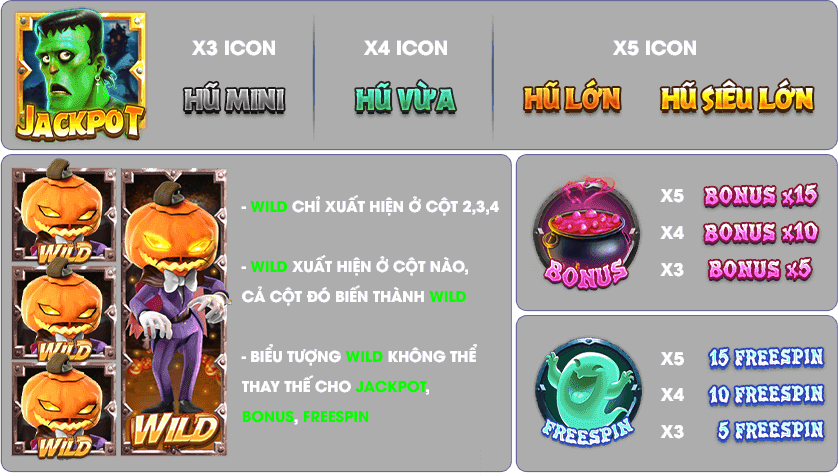 JACKPOT
X3 ICON
HŨ MINI
X4 ICON
HŨ VỪA
X5 ICON
HŨ LỚN
HŨ SIÊU LỚN
WILD
WILD
WILD
WILD
- WILD CHỈ XUẤT HIỆN Ở CỘT 2,3,4
- WILD XUẤT HIỆN Ở CỘT NÀO,
CẢ CỘT ĐÓ BIẾN THÀNH WILD
- BIỂU TƯỢNG WILD KHÔNG THỂ
THAY THẾ CHO JACKPOT,
BONUS, FREESPIN
BONUS
X5 BONUS X15
X4 BONUS X10
X3 BONUS X5
FREESPIN
X5 15 FREESPIN
X4 10 FREESPIN
X3 5 FREESPIN